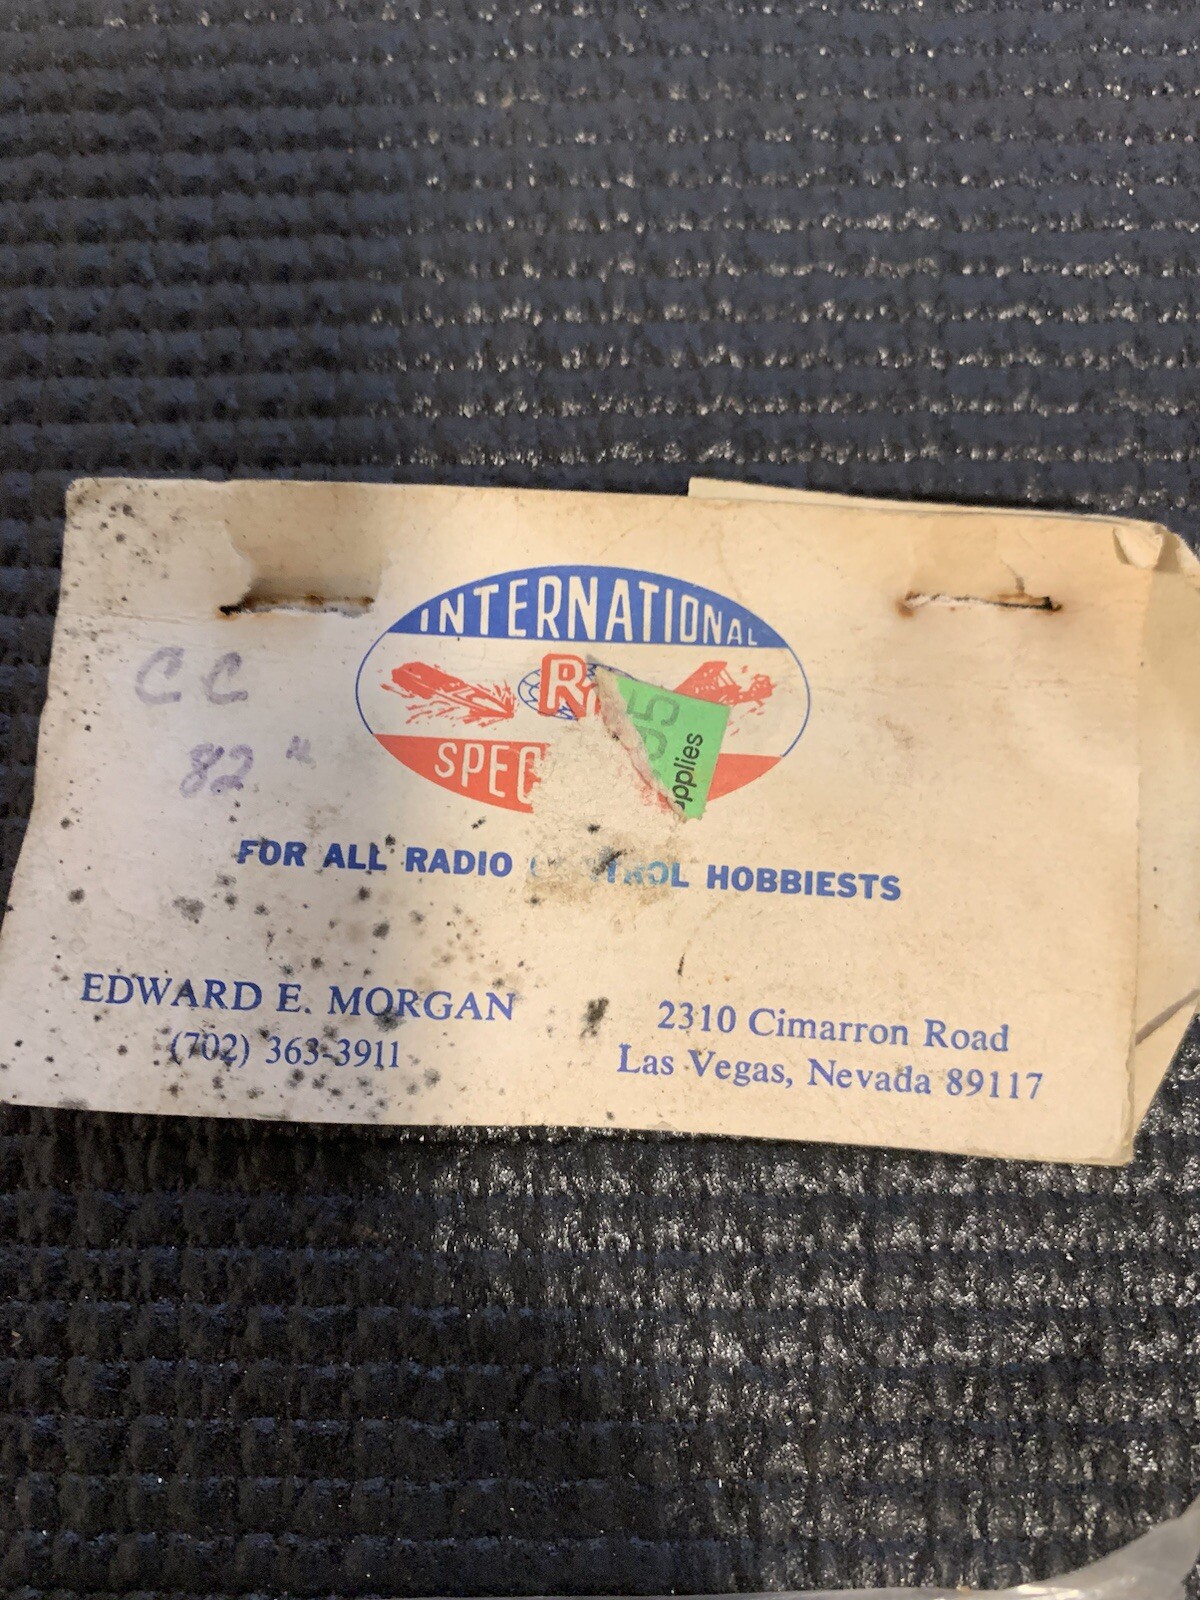 INTERNATIONAL
CC
82"
FOR ALL RADIO HOBBIESTS
EDWARD E. MORGAN
(702) 363-3911
2310 Cimarron Road
Las Vegas, Nevada 89117